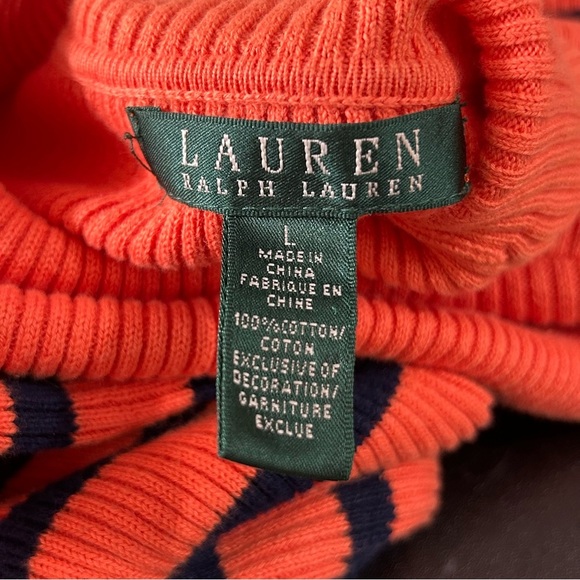 LAUREN
RALPH LAUREN
L
MADE IN
CHINA
FABRIQUE EN
CHINE
100%COTTON/
COTON
EXCLUSIVE OF
DECORATION/
GARNITURE
EXCLUE